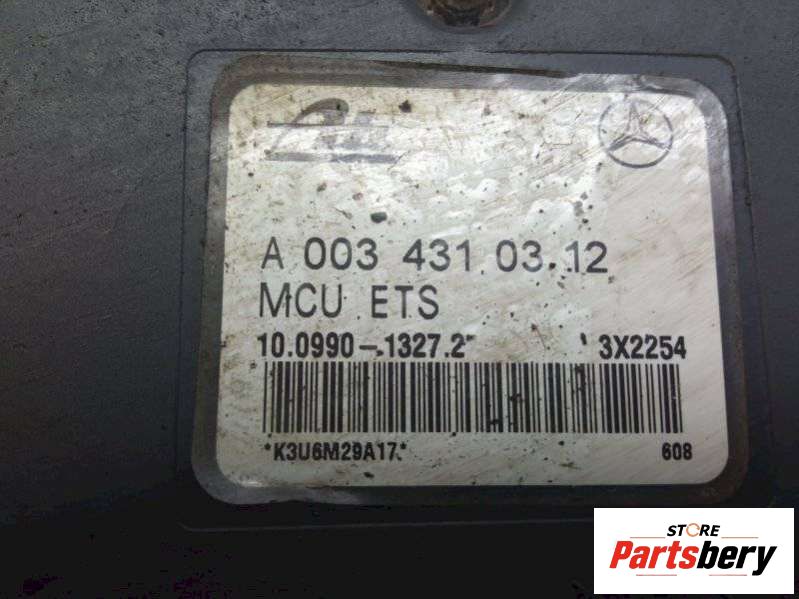 A 003 431 03 12
MCU ETS
10.0990-1327.2 3X2254
*K3U6M29A17*
608
STORE
Partsbery